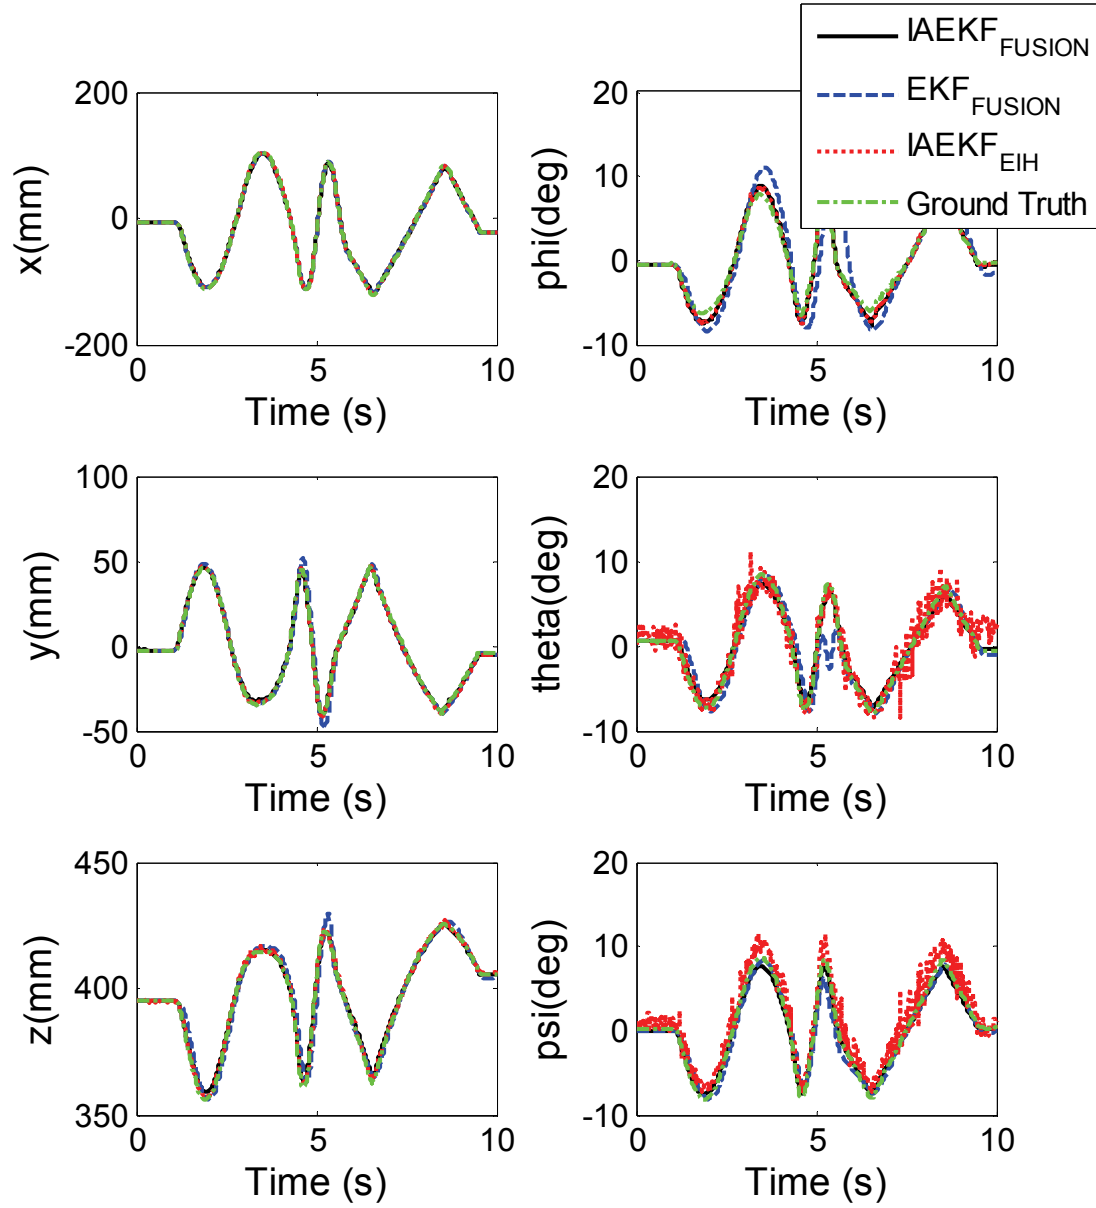 IAEKF_FUSION
EKF_FUSION
IAEKF_EIH
Ground Truth
200
0
-200
x(mm)
0 5 10
Time (s)
20
10
0
-10
phi(deg)
0 5 10
Time (s)
100
50
0
-50
y(mm)
0 5 10
Time (s)
20
10
0
-10
theta(deg)
0 5 10
Time (s)
450
400
350
z(mm)
0 5 10
Time (s)
20
10
0
-10
psi(deg)
0 5 10
Time (s)